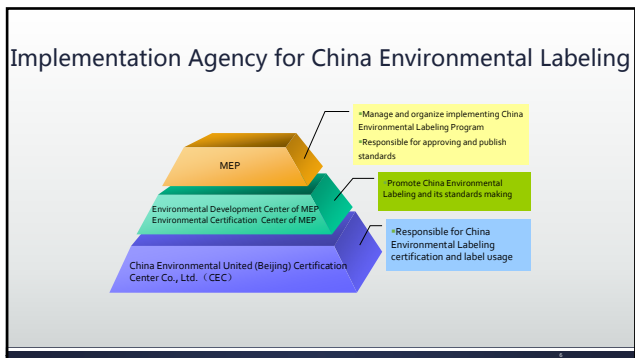 Implementation Agency for China Environmental Labeling
MEP
Environmental Development Center of MEP
Environmental Certification Center of MEP
China Environmental United (Beijing) Certification
Center Co., Ltd.（CEC）
▪Manage and organize implementing China
Environmental Labeling Program
▪Responsible for approving and publish
standards
▪Promote China Environmental
Labeling and its standards making
▪Responsible for China
Environmental Labeling
certification and label usage
6